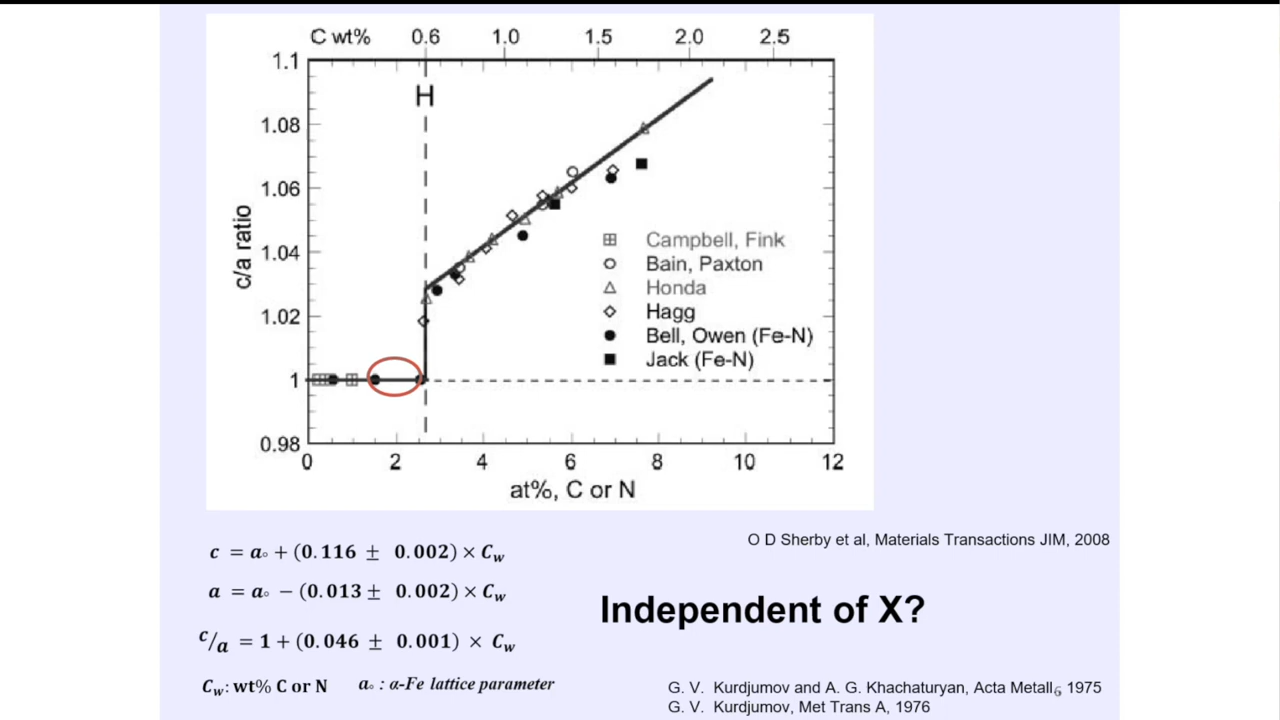 C wt% 0.6 1.0 1.5 2.0 2.5
1.1
H
1.08
1.06
1.04
1.02
1
0.98
c/a ratio
Campbell, Fink
Bain, Paxton
Honda
Hagg
Bell, Owen (Fe-N)
Jack (Fe-N)
0 2 4 6 8 10 12
at%, C or N
O D Sherby et al, Materials Transactions JIM, 2008
c = a∘ + (0.116 ± 0.002) × C_w
a = a∘ − (0.013 ± 0.002) × C_w
c/a = 1 + (0.046 ± 0.001) × C_w
C_w: wt% C or N a∘ : α-Fe lattice parameter
Independent of X?
G. V. Kurdjumov and A. G. Khachaturyan, Acta Metall, 1975
6
G. V. Kurdjumov, Met Trans A, 1976